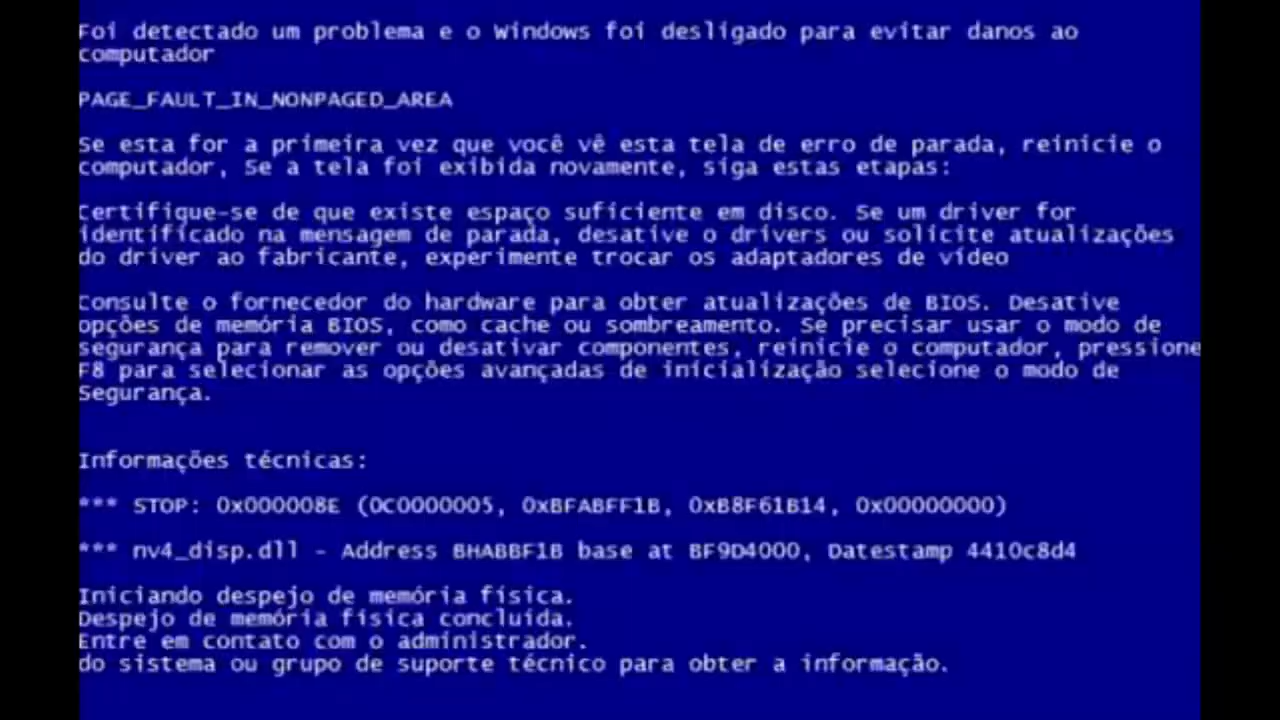 Foi detectado um problema e o Windows foi desligado para evitar danos ao
computador
PAGE_FAULT_IN_NONPAGED_AREA
Se esta for a primeira vez que você vê esta tela de erro de parada, reinicie o
computador, Se a tela foi exibida novamente, siga estas etapas:
Certifique-se de que existe espaço suficiente em disco. Se um driver for
identificado na mensagem de parada, desative o drivers ou solicite atualizações
do driver ao fabricante, experimente trocar os adaptadores de vídeo
Consulte o fornecedor do hardware para obter atualizações de BIOS. Desative
opções de memória BIOS, como cache ou sombreamento. Se precisar usar o modo de
segurança para remover ou desativar componentes, reinicie o computador, pressione
F8 para selecionar as opções avançadas de inicialização selecione o modo de
Segurança.
Informações técnicas:
*** STOP: 0x000008E (0C0000005, 0xBFABFF1B, 0xB8F61B14, 0x00000000)
*** nv4_disp.dll - Address BHABBF1B base at BF9D4000, Datestamp 4410c8d4
Iniciando despejo de memória física.
Despejo de memória física concluída.
Entre em contato com o administrador.
do sistema ou grupo de suporte técnico para obter a informação.